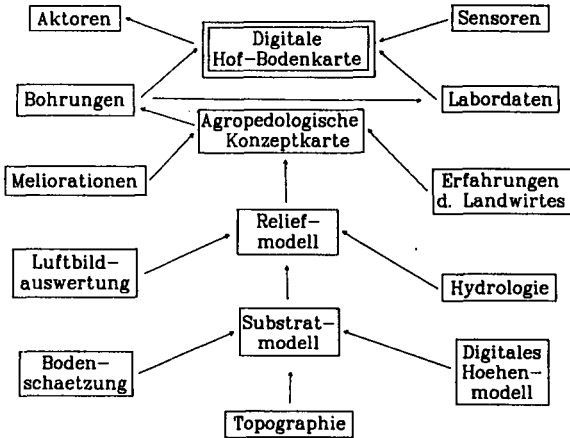 Aktoren
Digitale
Hof-Bodenkarte
Sensoren
Bohrungen
Labordaten
Agropedologische
Konzeptkarte
Meliorationen
Erfahrungen
d. Landwirtes
Relief-
modell
Luftbild-
auswertung
Hydrologie
Substrat-
modell
Boden-
schaetzung
Digitales
Hoehen-
modell
Topographie